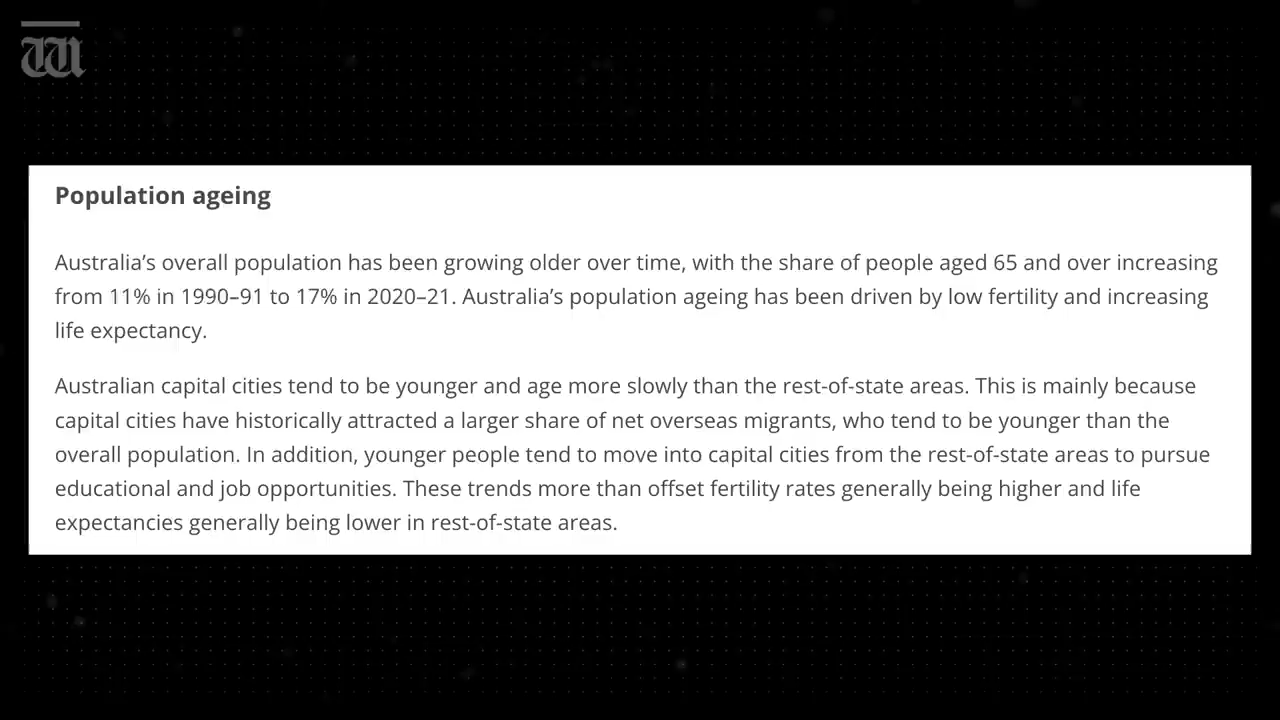 Population ageing
Australia’s overall population has been growing older over time, with the share of people aged 65 and over increasing
from 11% in 1990–91 to 17% in 2020–21. Australia’s population ageing has been driven by low fertility and increasing
life expectancy.
Australian capital cities tend to be younger and age more slowly than the rest-of-state areas. This is mainly because
capital cities have historically attracted a larger share of net overseas migrants, who tend to be younger than the
overall population. In addition, younger people tend to move into capital cities from the rest-of-state areas to pursue
educational and job opportunities. These trends more than offset fertility rates generally being higher and life
expectancies generally being lower in rest-of-state areas.